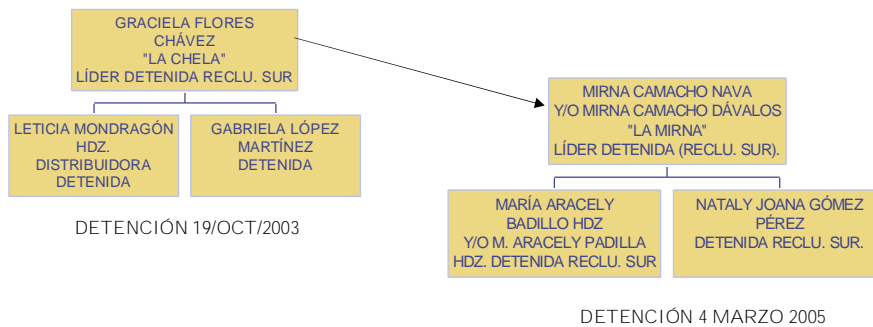 GRACIELA FLORES
CHÁVEZ
"LA CHELA"
LÍDER DETENIDA RECLU. SUR
LETICIA MONDRAGÓN
HDZ.
DISTRIBUIDORA
DETENIDA
GABRIELA LÓPEZ
MARTÍNEZ
DETENIDA
DETENCIÓN 19/OCT/2003
MIRNA CAMACHO NAVA
Y/O MIRNA CAMACHO DÁVALOS
"LA MIRNA"
LÍDER DETENIDA (RECLU. SUR).
MARÍA ARACELY
BADILLO HDZ
Y/O M. ARACELY PADILLA
HDZ. DETENIDA RECLU. SUR
NATALY JOANA GÓMEZ
PÉREZ
DETENIDA RECLU. SUR.
DETENCIÓN 4 MARZO 2005